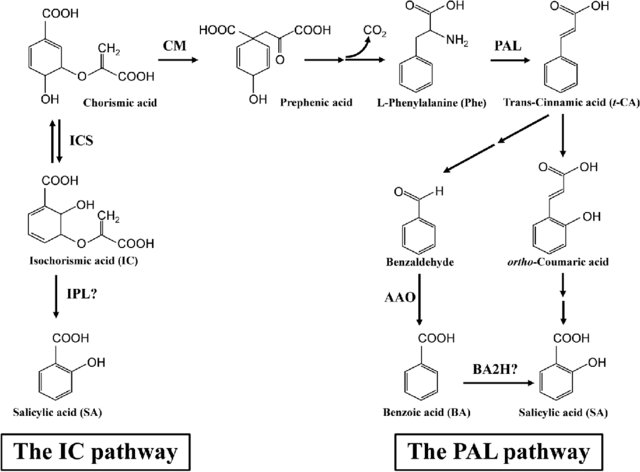 COOH
CH2
O
COOH
OH
Chorismic acid
CM
HOOC
COOH
O
OH
Prephenic acid
CO2
O
OH
NH2
L-Phenylalanine (Phe)
PAL
O
OH
Trans-Cinnamic acid (t-CA)
ICS
COOH
OH
CH2
O
COOH
Isochorismic acid (IC)
O
H
Benzaldehyde
O
OH
OH
ortho-Coumaric acid
IPL?
AAO
COOH
OH
Salicylic acid (SA)
COOH
Benzoic acid (BA)
BA2H?
COOH
OH
Salicylic acid (SA)
The IC pathway
The PAL pathway